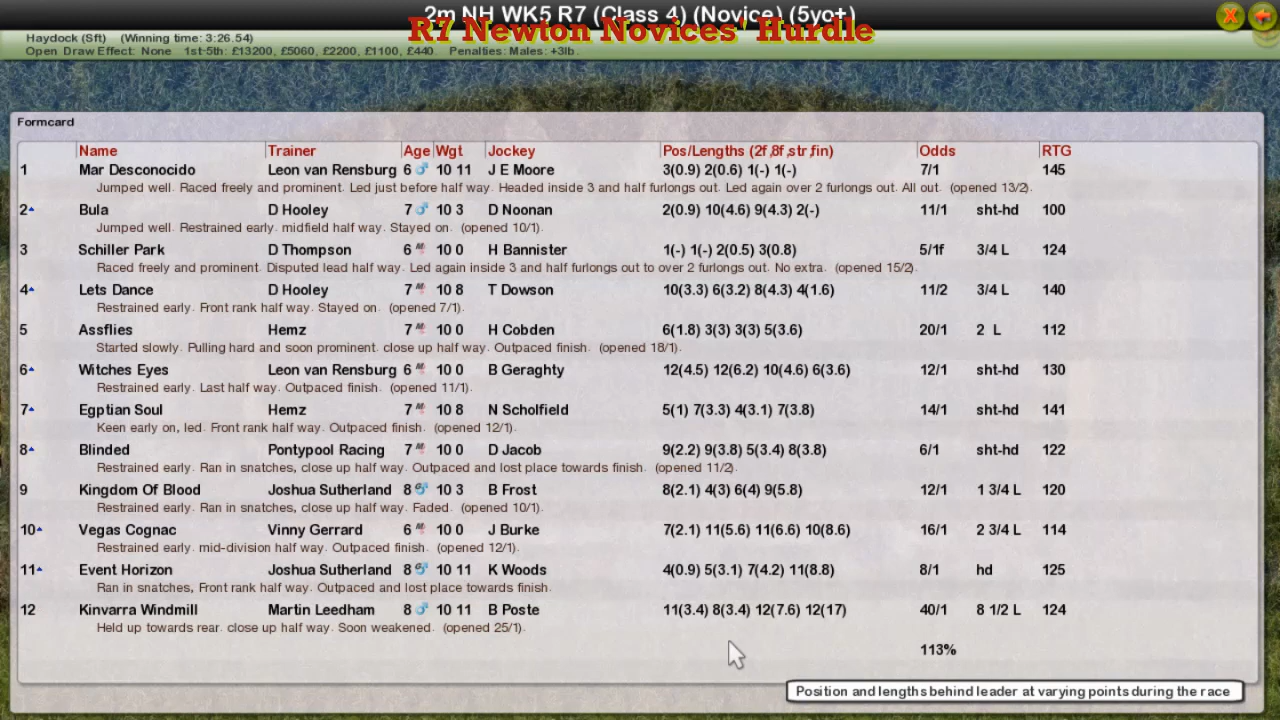 2m NH WK5 R7 (Class 4) (Novice) (5yo+)
R7 Newton Novices' Hurdle
Haydock (Sft) (Winning time: 3:26.54)
Open Draw Effect: None 1st-5th: £13200, £5060, £2200, £1100, £440. Penalties: Males: +3lb.
Formcard
Name Trainer Age Wgt Jockey Pos/Lengths (2f,8f,str,fin) Odds RTG
1 Mar Desconocido Leon van Rensburg 6 10 11 J E Moore 3(0.9) 2(0.6) 1(-) 1(-) 7/1 145
Jumped well. Raced freely and prominent. Led just before half way. Headed inside 3 and half furlongs out. Led again over 2 furlongs out. All out. (opened 13/2).
2 Bula D Hooley 7 10 3 D Noonan 2(0.9) 10(4.6) 9(4.3) 2(-) 11/1 sht-hd 100
Jumped well. Restrained early. midfield half way. Stayed on. (opened 10/1).
3 Schiller Park D Thompson 6 10 0 H Bannister 1(-) 1(-) 2(0.5) 3(0.8) 5/1f 3/4 L 124
Raced freely and prominent. Disputed lead half way. Led again inside 3 and half furlongs out to over 2 furlongs out. No extra. (opened 15/2).
4 Lets Dance D Hooley 7 10 8 T Dowson 10(3.3) 6(3.2) 8(4.3) 4(1.6) 11/2 3/4 L 140
Restrained early. Front rank half way. Stayed on. (opened 7/1).
5 Assflies Hemz 7 10 0 H Cobden 6(1.8) 3(3) 3(3) 5(3.6) 20/1 2 L 112
Started slowly. Pulling hard and soon prominent. close up half way. Outpaced finish. (opened 18/1).
6 Witches Eyes Leon van Rensburg 6 10 0 B Geraghty 12(4.5) 12(6.2) 10(4.6) 6(3.6) 12/1 sht-hd 130
Restrained early. Last half way. Outpaced finish. (opened 11/1).
7 Egptian Soul Hemz 7 10 8 N Scholfield 5(1) 7(3.3) 4(3.1) 7(3.8) 14/1 sht-hd 141
Keen early on, led. Front rank half way. Outpaced finish. (opened 12/1).
8 Blinded Pontypool Racing 7 10 0 D Jacob 9(2.2) 9(3.8) 5(3.4) 8(3.8) 6/1 sht-hd 122
Restrained early. Ran in snatches, close up half way. Outpaced and lost place towards finish. (opened 11/2).
9 Kingdom Of Blood Joshua Sutherland 8 10 3 B Frost 8(2.1) 4(3) 6(4) 9(5.8) 12/1 1 3/4 L 120
Restrained early. Ran in snatches, close up half way. Faded. (opened 10/1).
10 Vegas Cognac Vinny Gerrard 6 10 0 J Burke 7(2.1) 11(5.6) 11(6.6) 10(8.6) 16/1 2 3/4 L 114
Restrained early. mid-division half way. Outpaced finish. (opened 12/1).
11 Event Horizon Joshua Sutherland 8 10 11 K Woods 4(0.9) 5(3.1) 7(4.2) 11(8.8) 8/1 hd 125
Ran in snatches, Front rank half way. Outpaced and lost place towards finish.
12 Kinvarra Windmill Martin Leedham 8 10 11 B Poste 11(3.4) 8(3.4) 12(7.6) 12(17) 40/1 8 1/2 L 124
Held up towards rear. close up half way. Soon weakened. (opened 25/1).
113%
Position and lengths behind leader at varying points during the race